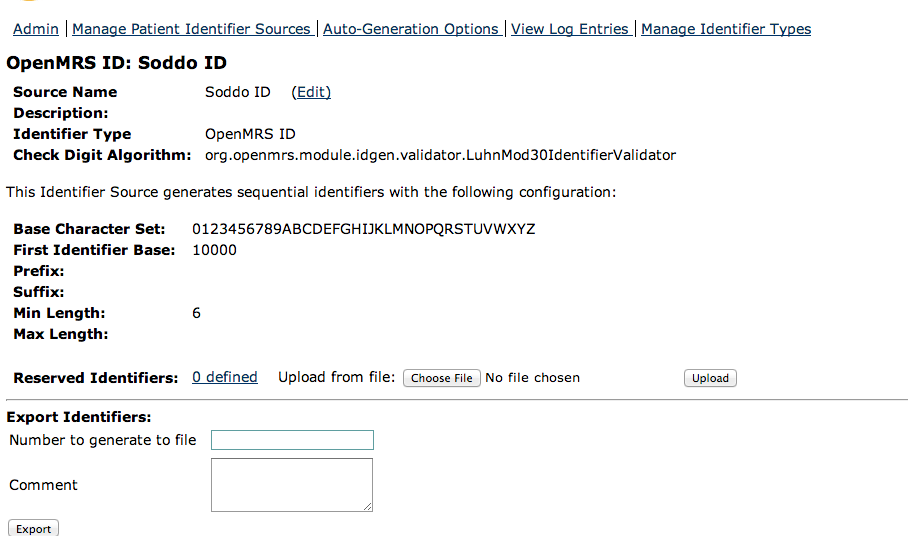 Admin | Manage Patient Identifier Sources | Auto-Generation Options | View Log Entries | Manage Identifier Types
OpenMRS ID: Soddo ID
Source Name Soddo ID (Edit)
Description:
Identifier Type OpenMRS ID
Check Digit Algorithm: org.openmrs.module.idgen.validator.LuhnMod30IdentifierValidator
This Identifier Source generates sequential identifiers with the following configuration:
Base Character Set: 0123456789ABCDEFGHIJKLMNOPQRSTUVWXYZ
First Identifier Base: 10000
Prefix:
Suffix:
Min Length: 6
Max Length:
Reserved Identifiers: 0 defined Upload from file: Choose File No file chosen Upload
Export Identifiers:
Number to generate to file
Comment
Export